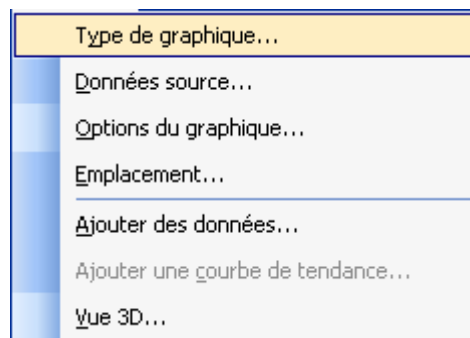 Type de graphique...
Données source...
Options du graphique...
Emplacement...
Ajouter des données...
Ajouter une courbe de tendance...
Vue 3D...